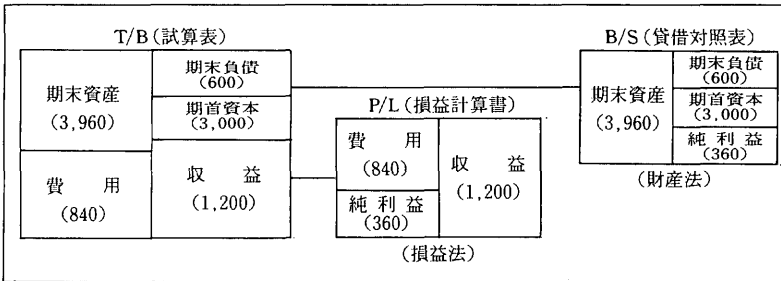 T/B(試算表)
期末資産
(3,960)
費 用
(840)
期末負債
(600)
期首資本
(3,000)
収 益
(1,200)
P/L(損益計算書)
費 用
(840)
純利益
(360)
収 益
(1,200)
(損益法)
B/S(貸借対照表)
期末資産
(3,960)
期末負債
(600)
期首資本
(3,000)
純利益
(360)
(財産法)